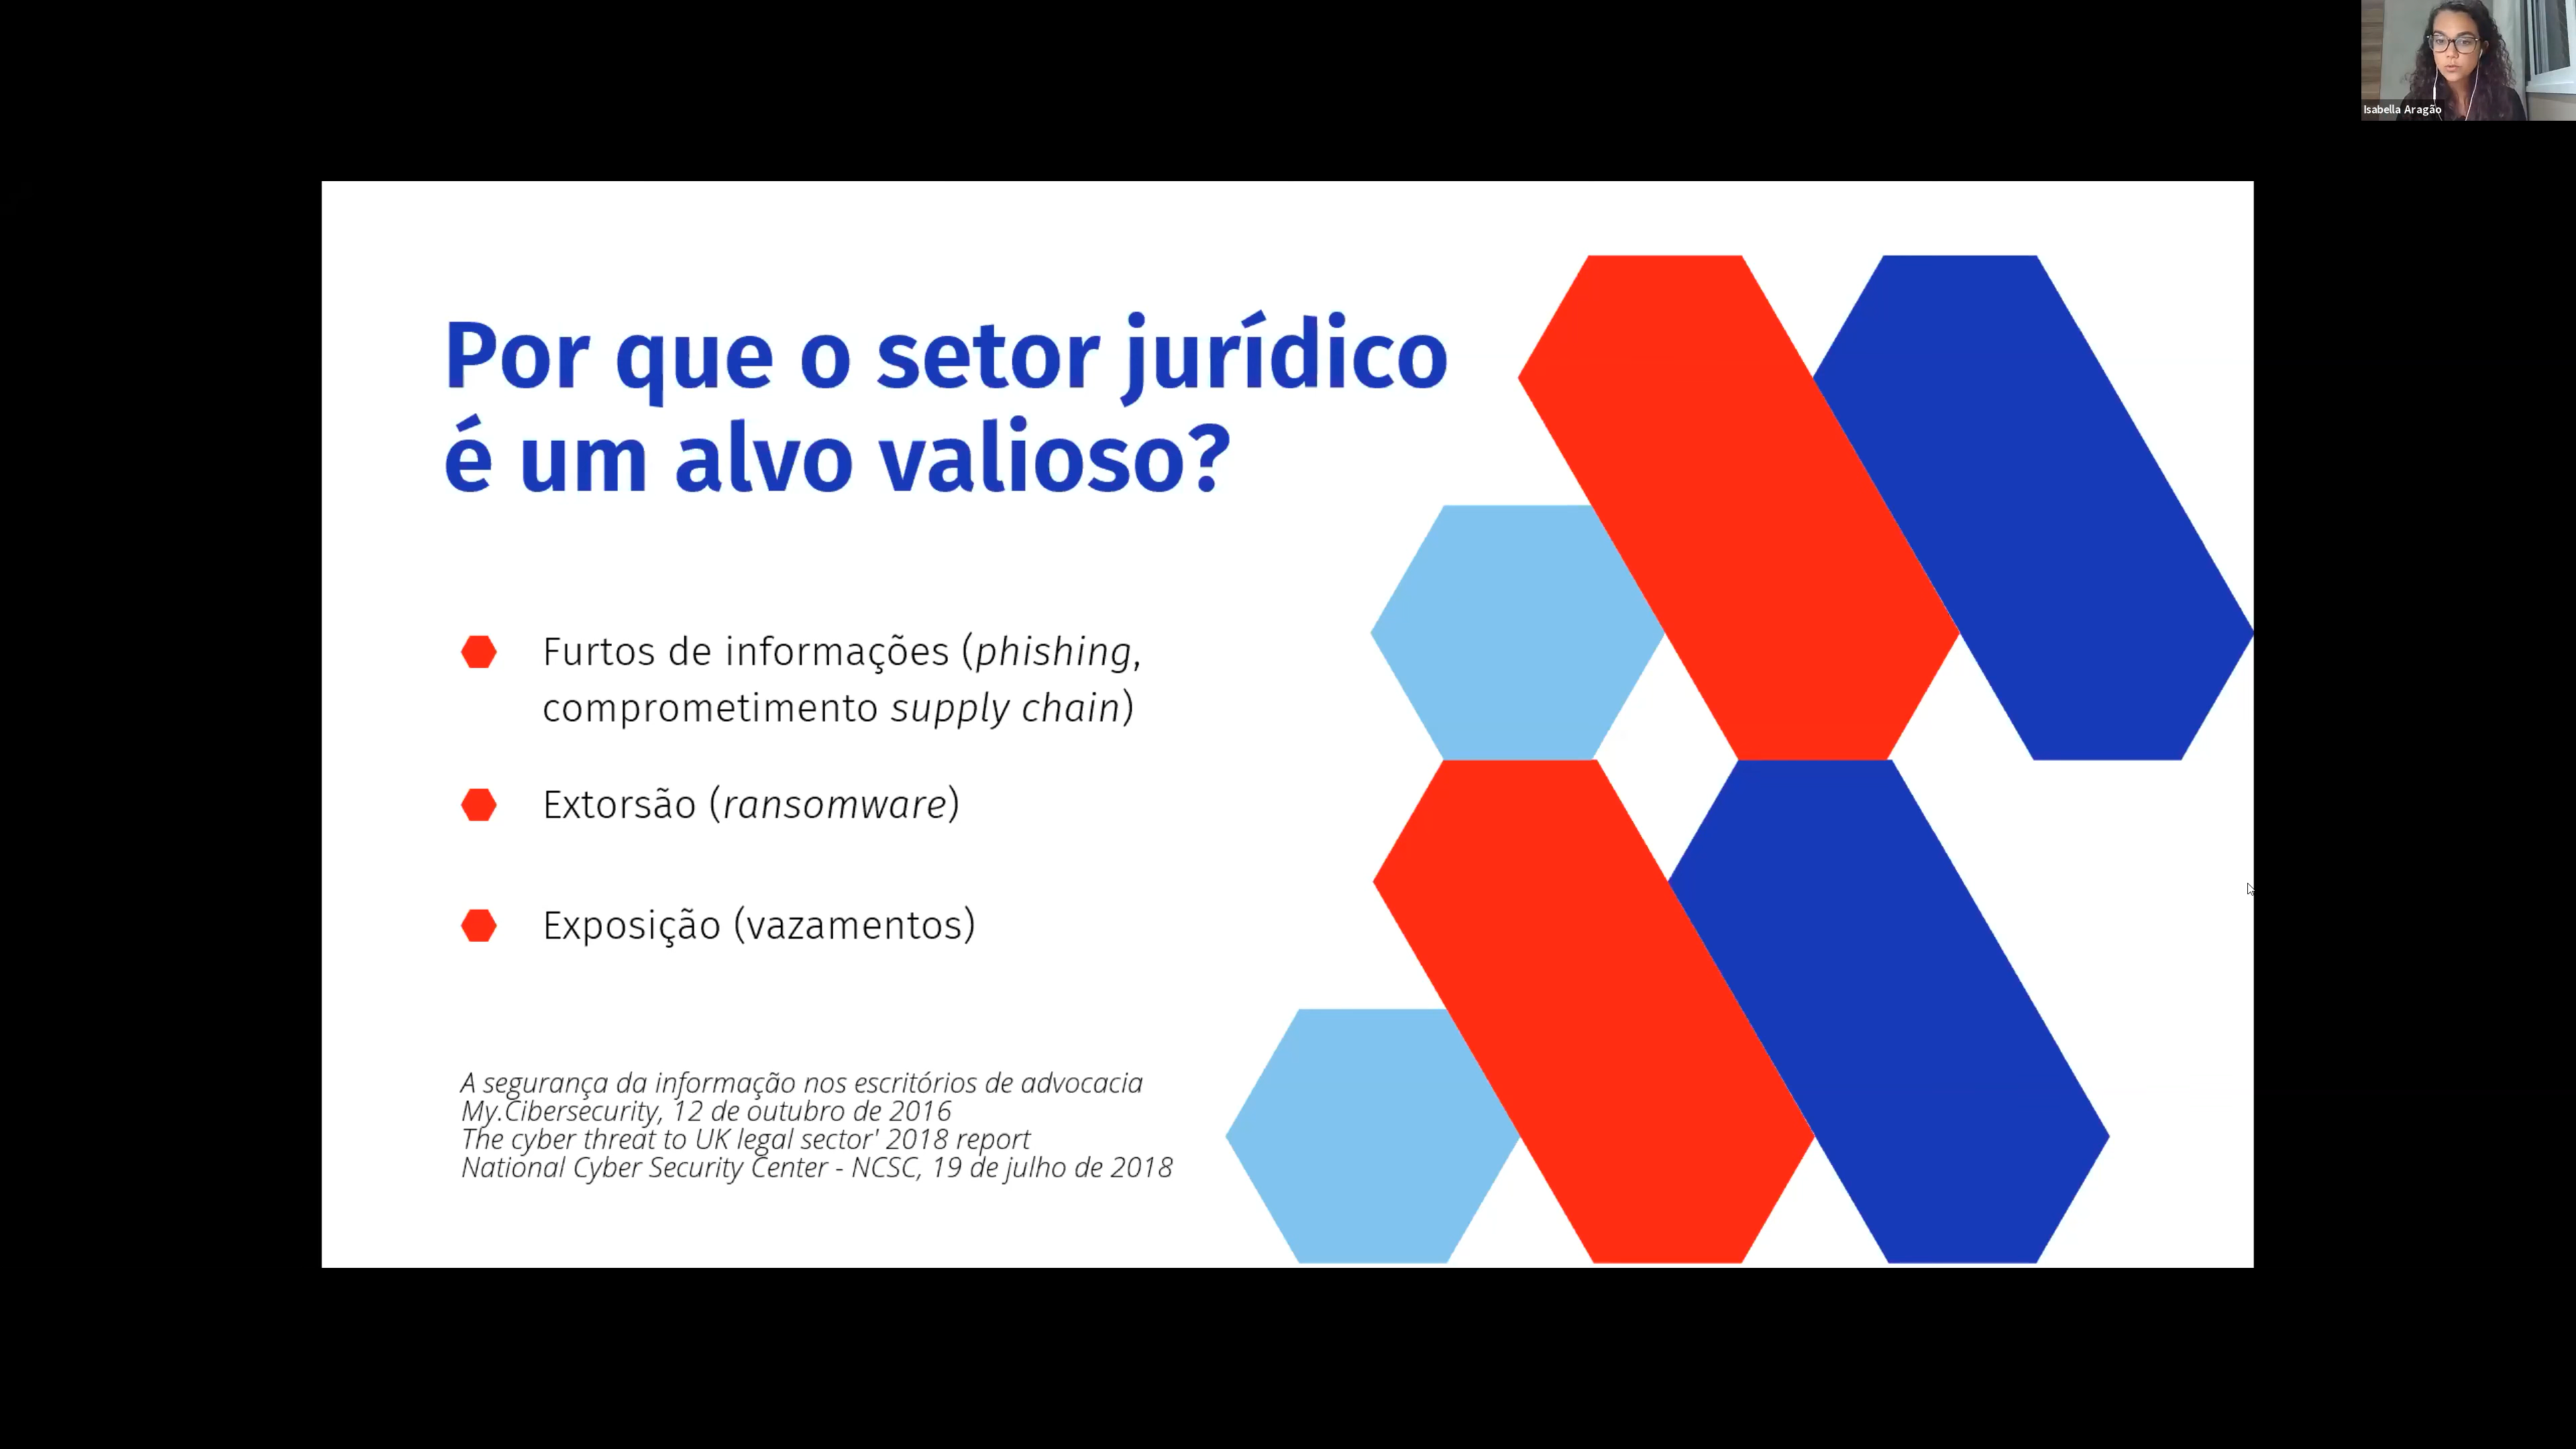 Isabella Aragão
Por que o setor jurídico
é um alvo valioso?
Furtos de informações (phishing,
comprometimento supply chain)
Extorsão (ransomware)
Exposição (vazamentos)
A segurança da informação nos escritórios de advocacia
My.Cibersecurity, 12 de outubro de 2016
The cyber threat to UK legal sector' 2018 report
National Cyber Security Center - NCSC, 19 de julho de 2018